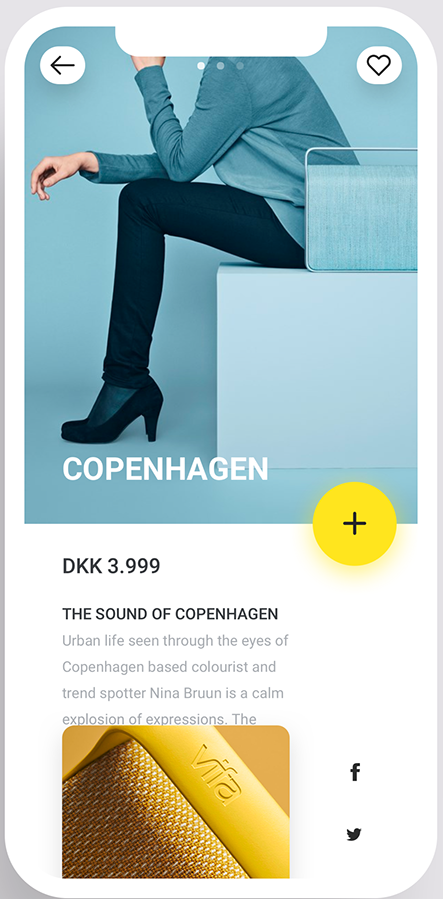 COPENHAGEN
DKK 3.999
THE SOUND OF COPENHAGEN
Urban life seen through the eyes of
Copenhagen based colourist and
trend spotter Nina Bruun is a calm
explosion of expressions. The
vifa